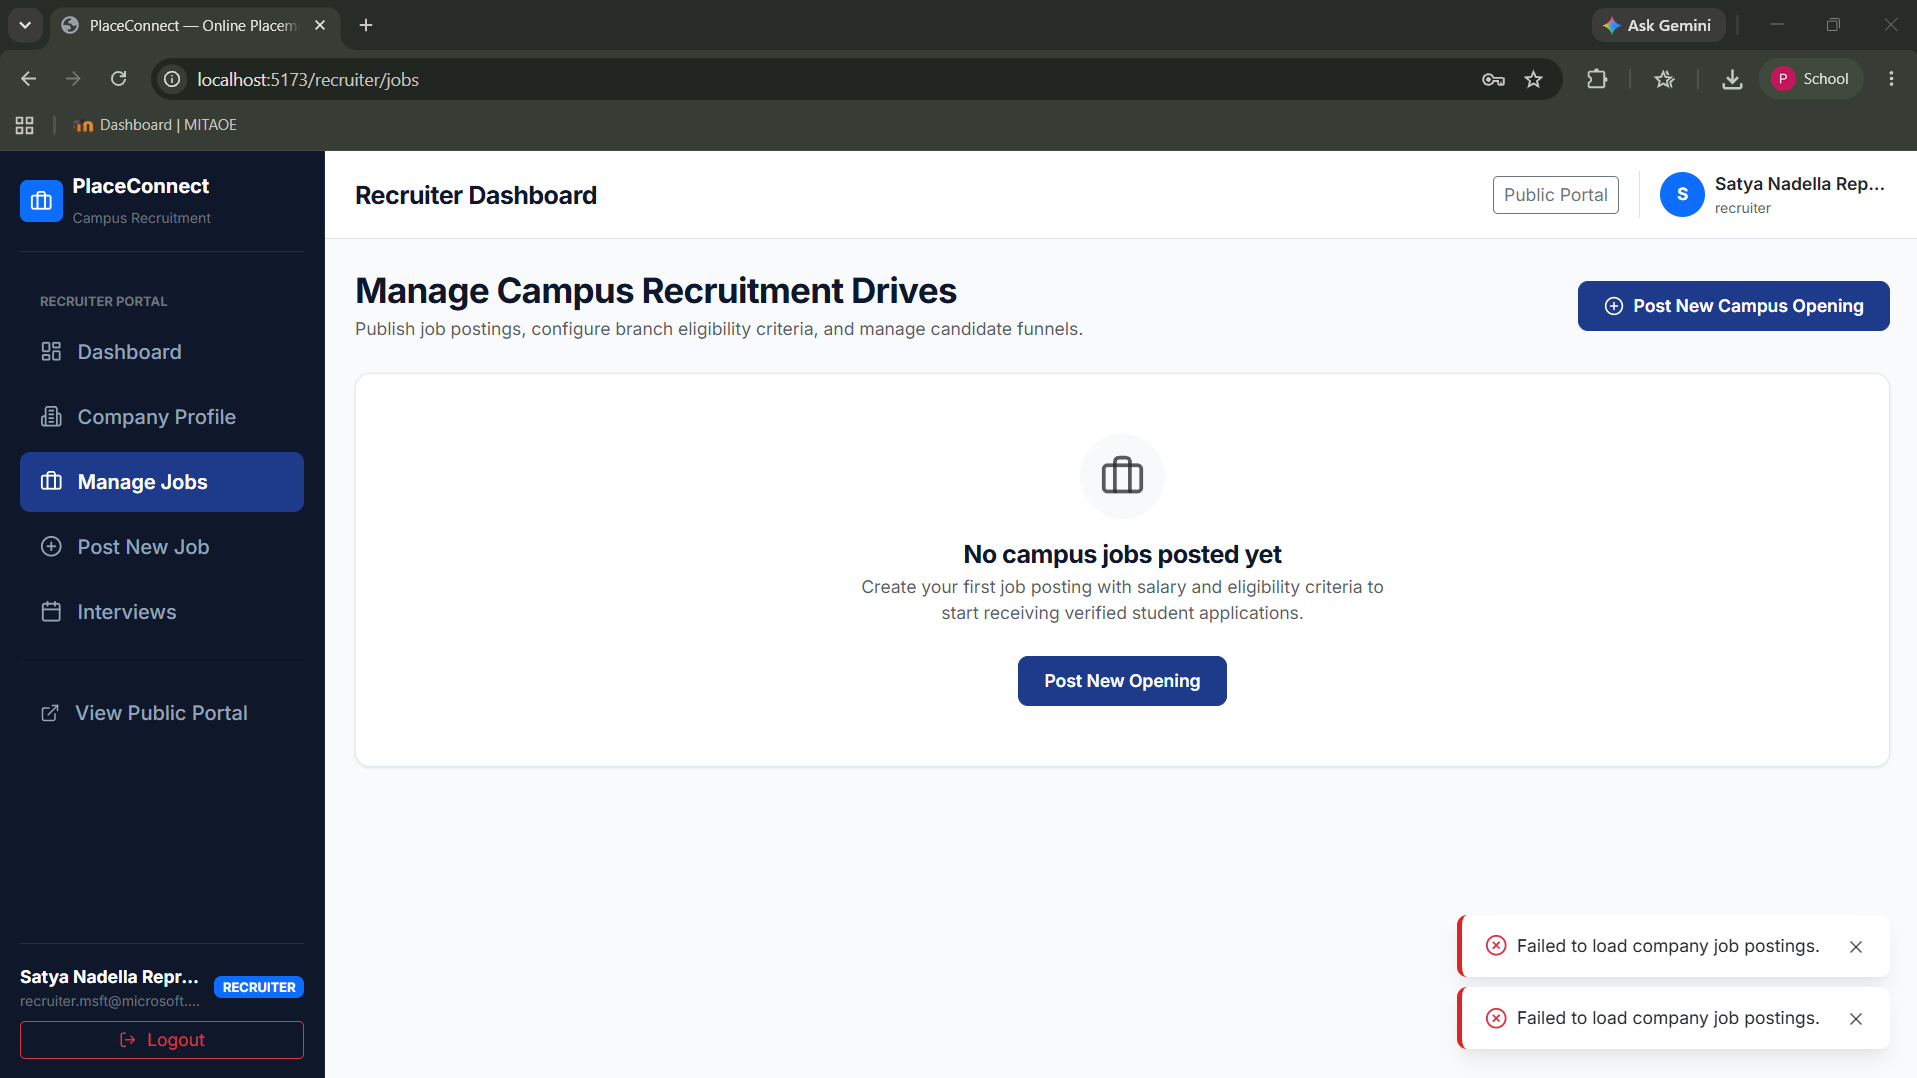 PlaceConnect — Online Placem
Ask Gemini
localhost:5173/recruiter/jobs
P School
Dashboard | MITAOE
PlaceConnect
Campus Recruitment
RECRUITER PORTAL
Dashboard
Company Profile
Manage Jobs
Post New Job
Interviews
View Public Portal
Satya Nadella Repr...
recruiter.msft@microsoft....
RECRUITER
Logout
Recruiter Dashboard
Public Portal
S
Satya Nadella Rep...
recruiter
Manage Campus Recruitment Drives
Publish job postings, configure branch eligibility criteria, and manage candidate funnels.
Post New Campus Opening
No campus jobs posted yet
Create your first job posting with salary and eligibility criteria to
start receiving verified student applications.
Post New Opening
Failed to load company job postings.
Failed to load company job postings.